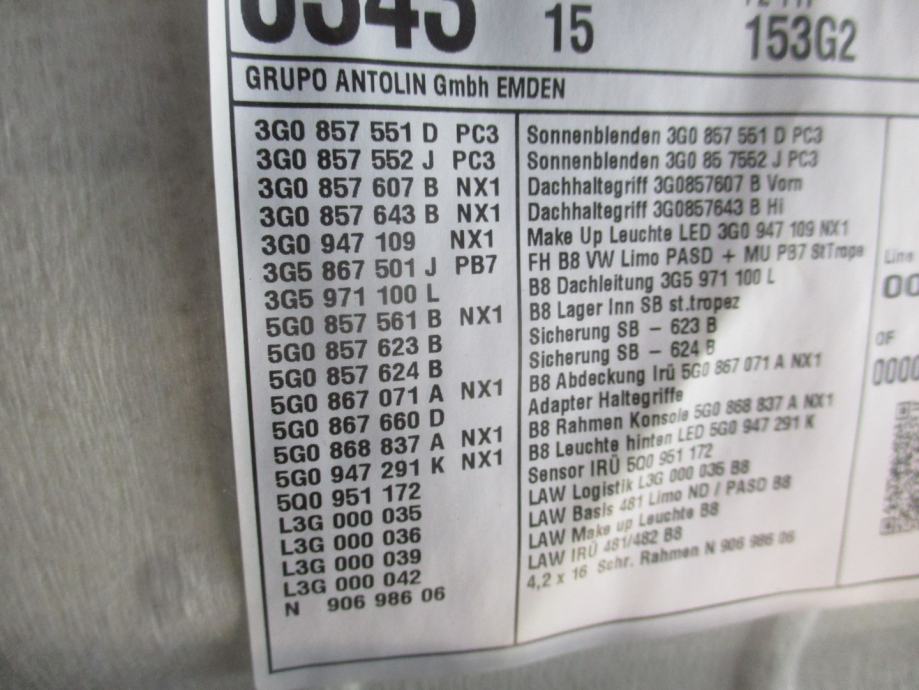 15 153G2
GRUPO ANTOLIN Gmbh EMDEN
3G0 857 551 D PC3
3G0 857 552 J PC3
3G0 857 607 B NX1
3G0 857 643 B NX1
3G0 947 109 NX1
3G5 867 501 J PB7
3G5 971 100 L
5G0 857 561 B NX1
5G0 857 623 B
5G0 857 624 B
5G0 867 071 A NX1
5G0 867 660 D
5G0 868 837 A NX1
5G0 947 291 K NX1
5Q0 951 172
L3G 000 035
L3G 000 036
L3G 000 039
L3G 000 042
N 906 986 06
Sonnenblenden 3G0 857 551 D PC3
Sonnenblenden 3G0 85 7552 J PC3
Dachhaltegriff 3G0857607 B Vorn
Dachhaltegriff 3G0857643 B Hi
Make Up Leuchte LED 3G0 947 109 NX1
FH B8 VW Limo PASD + MU PB7 StTrope
B8 Dachleitung 3G5 971 100 L
B8 Lager Inn SB st.tropez
Sicherung SB - 623 B
Sicherung SB - 624 B
B8 Abdeckung Irü 5G0 867 071 A NX1
Adapter Haltegriffe
B8 Rahmen Konsole 5G0 868 837 A NX1
B8 Leuchte hinten LED 5G0 947 291 K
Sensor IRÜ 5Q0 951 172
LAW Logistik L3G 000 035 B8
LAW Basis 481 Limo ND / PASD B8
LAW Make up Leuchte B8
LAW IRÜ 481/482 B8
4,2 x 16 Schr. Rahmen N 906 986 06
Line
OF